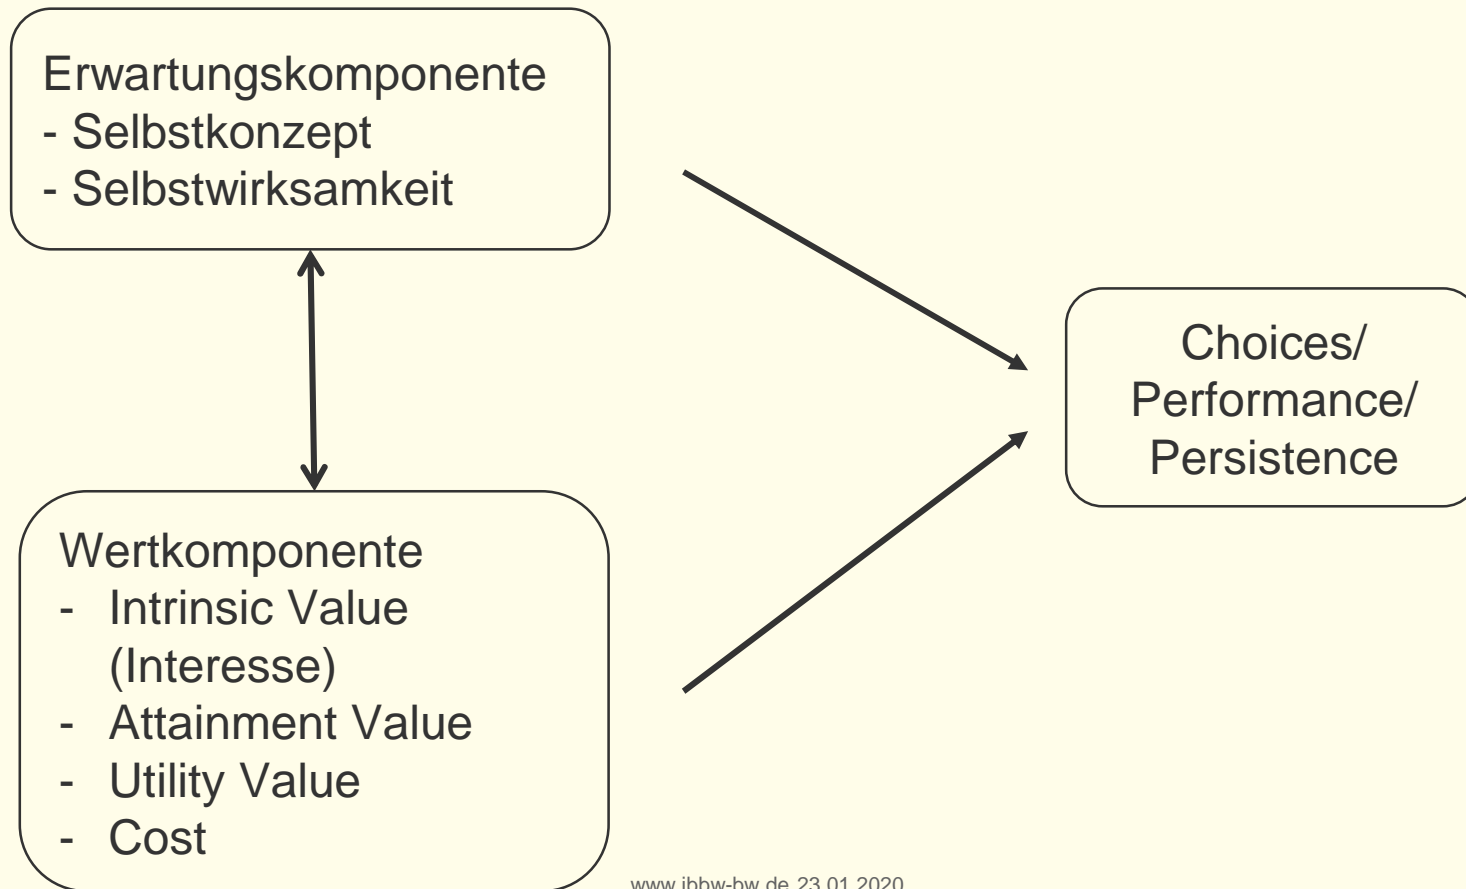 Erwartungskomponente
- Selbstkonzept
- Selbstwirksamkeit
Wertkomponente
- Intrinsic Value
(Interesse)
- Attainment Value
- Utility Value
- Cost
Choices/
Performance/
Persistence
www.ibbw-bw.de 23.01.2020